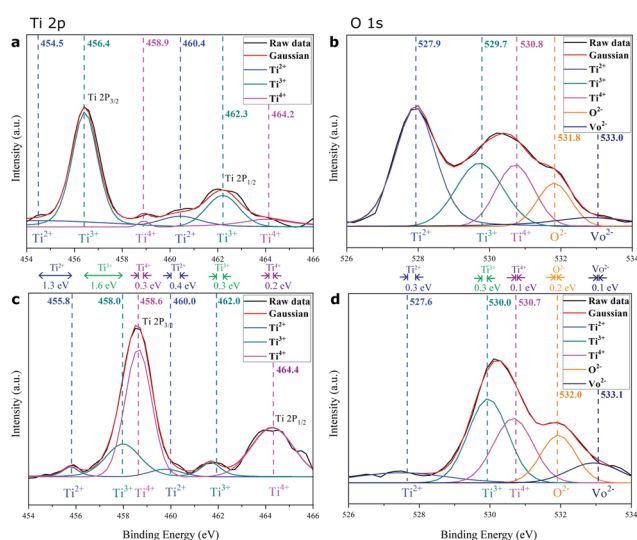 Ti 2p
O 1s
a
454.5
456.4
458.9
460.4
Raw data
Gaussian
Ti²⁺
Ti³⁺
Ti⁴⁺
Ti 2P₃/₂
462.3
464.2
Ti 2P₁/₂
Intensity (a.u.)
Ti²⁺ Ti³⁺ Ti⁴⁺ Ti²⁺ Ti³⁺ Ti⁴⁺
454 456 458 460 462 464 466
b
527.9
529.7
530.8
Raw data
Gaussian
Ti²⁺
Ti³⁺
Ti⁴⁺
O²⁻
Vo²⁻
531.8
533.0
Intensity (a.u.)
Ti²⁺ Ti³⁺ Ti⁴⁺ O²⁻ Vo²⁻
526 528 530 532 534
Ti²⁺ Ti³⁺ Ti⁴⁺ Ti²⁺ Ti³⁺ Ti⁴⁺
1.3 eV 1.6 eV 0.3 eV 0.4 eV 0.3 eV 0.2 eV
Ti²⁺ Ti³⁺ Ti⁴⁺ O²⁻ Vo²⁻
0.3 eV 0.3 eV 0.1 eV 0.2 eV 0.1 eV
c
455.8
458.0
458.6
460.0
462.0
Raw data
Gaussian
Ti²⁺
Ti³⁺
Ti⁴⁺
Ti 2P₃/₂
464.4
Ti 2P₁/₂
Intensity (a.u.)
Ti²⁺ Ti³⁺ Ti⁴⁺ Ti²⁺ Ti³⁺ Ti⁴⁺
454 456 458 460 462 464 466
Binding Energy (eV)
d
527.6
530.0
530.7
Raw data
Gaussian
Ti²⁺
Ti³⁺
Ti⁴⁺
O²⁻
Vo²⁻
532.0
533.1
Intensity (a.u.)
Ti²⁺ Ti³⁺ Ti⁴⁺ O²⁻ Vo²⁻
526 528 530 532 534
Binding Energy (eV)